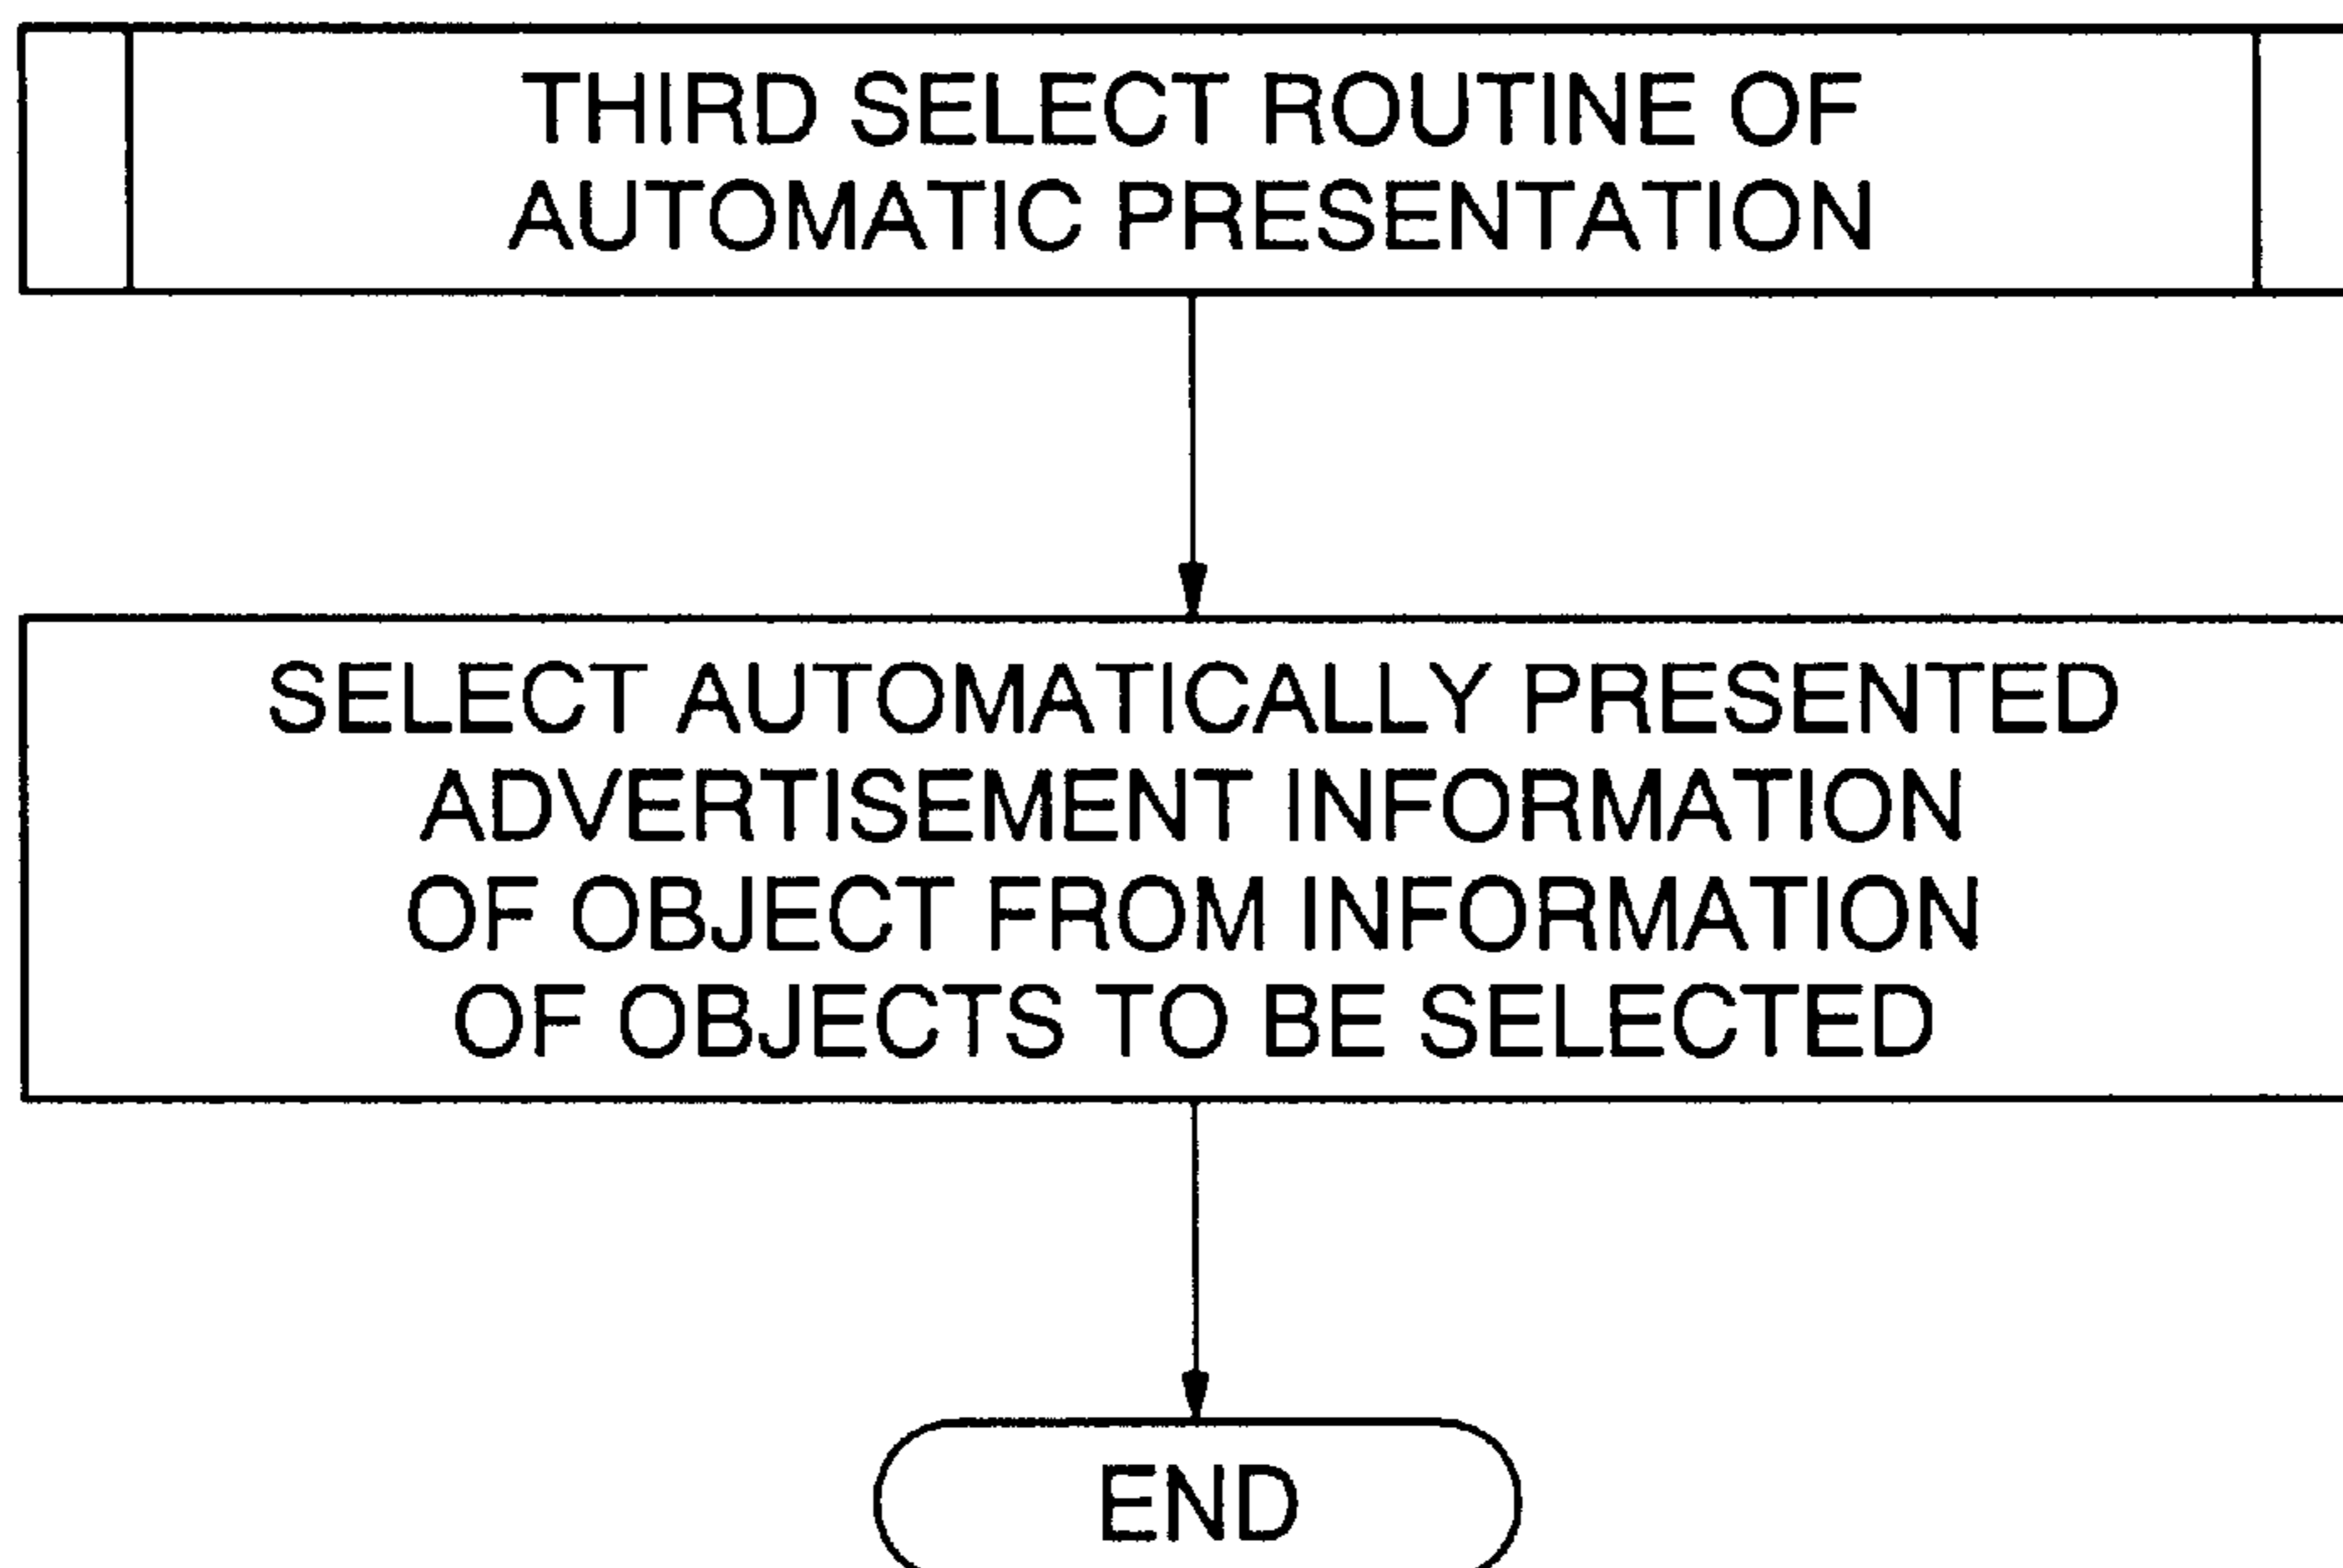 THIRD SELECT ROUTINE OF
AUTOMATIC PRESENTATION
SELECT AUTOMATICALLY PRESENTED
ADVERTISEMENT INFORMATION
OF OBJECT FROM INFORMATION
OF OBJECTS TO BE SELECTED
END